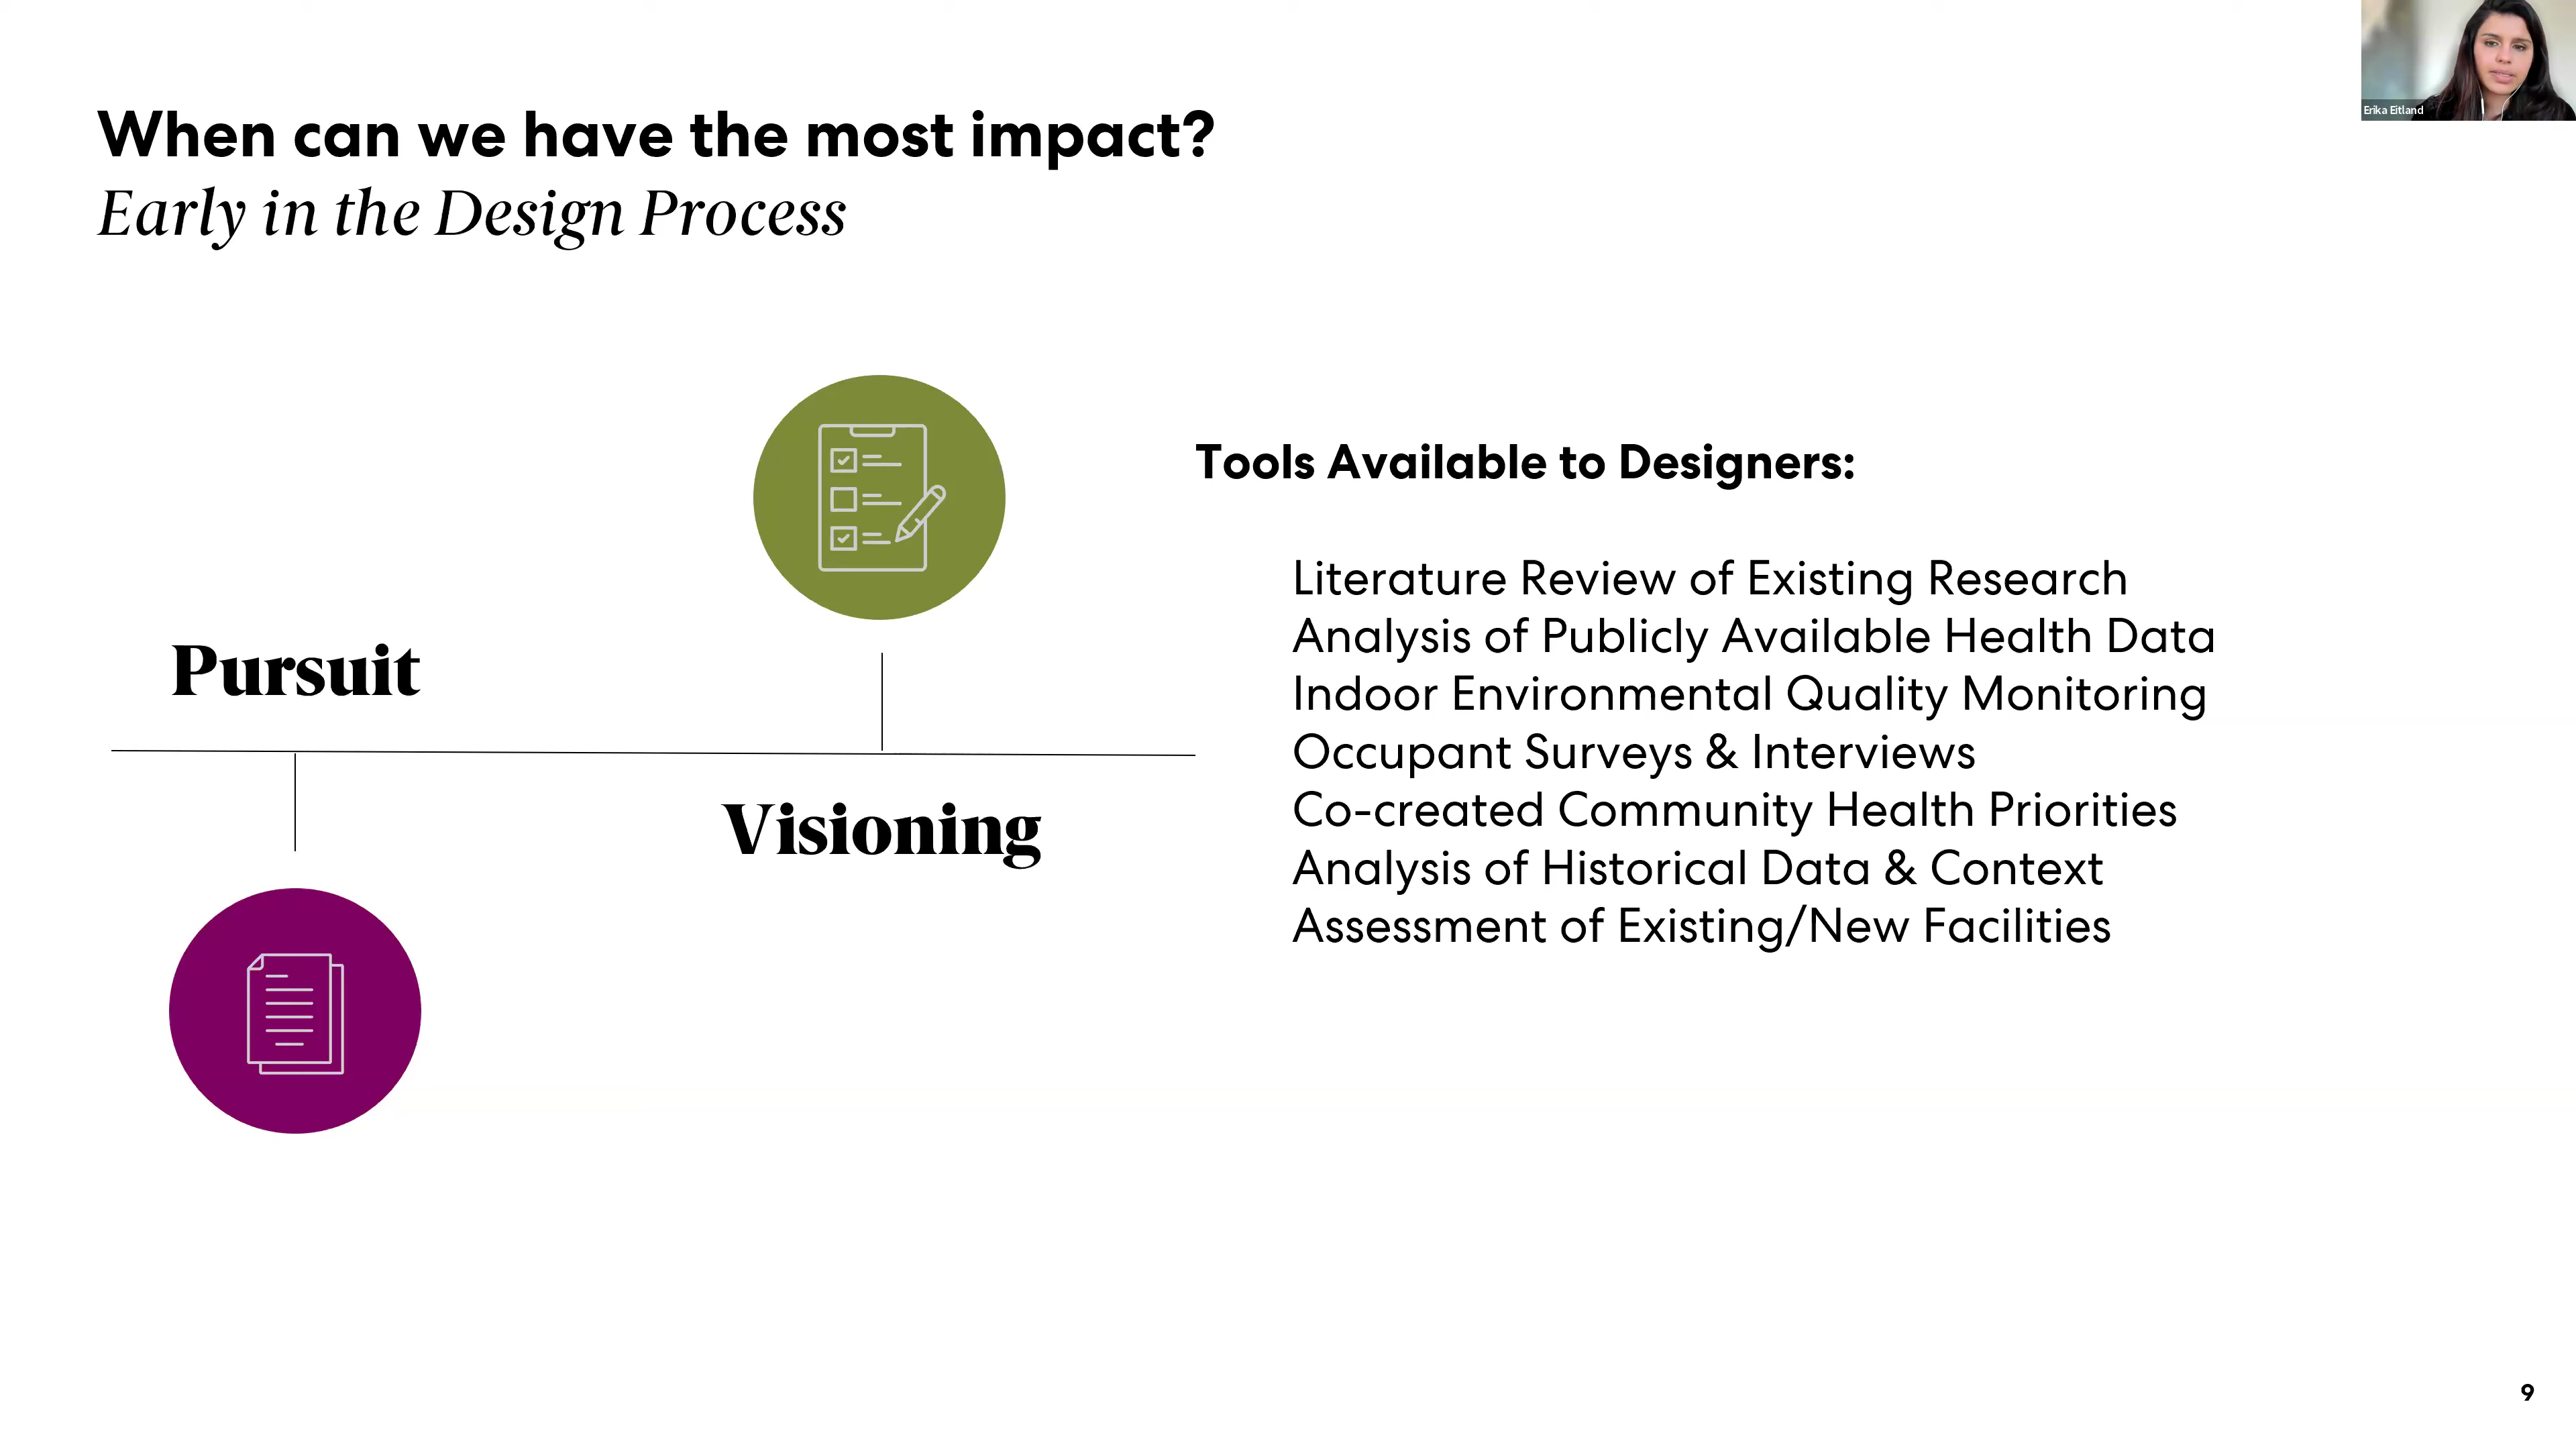 Erika Eitland
When can we have the most impact?
Early in the Design Process
Pursuit
Visioning
Tools Available to Designers:
Literature Review of Existing Research
Analysis of Publicly Available Health Data
Indoor Environmental Quality Monitoring
Occupant Surveys & Interviews
Co-created Community Health Priorities
Analysis of Historical Data & Context
Assessment of Existing/New Facilities
9